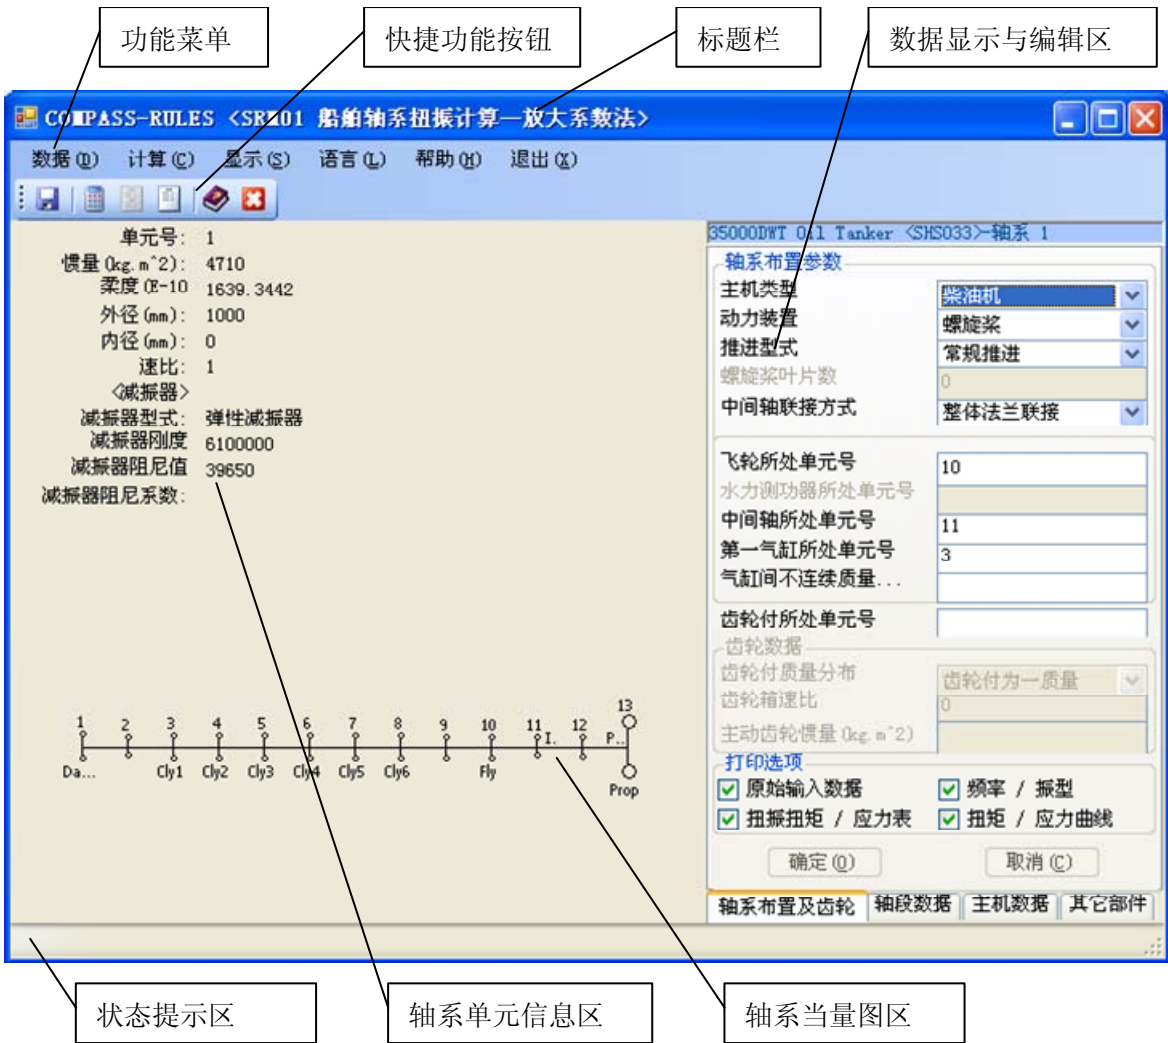 功能菜单
快捷功能按钮
标题栏
数据显示与编辑区
COMPASS-RULES <SRM01 船舶轴系扭振计算—放大系数法>
数据(D) 计算(C) 显示(S) 语言(L) 帮助(H) 退出(X)
单元号: 1
惯量(kg.m^2): 4710
柔度(E-10 1639.3442
外径(mm): 1000
内径(mm): 0
速比: 1
<减振器>
减振器型式: 弹性减振器
减振器刚度 6100000
减振器阻尼值 39650
减振器阻尼系数:
1 2 3 4 5 6 7 8 9 10 11 12 13
I. P..
Da... Cly1 Cly2 Cly3 Cly4 Cly5 Cly6 Fly Prop
35000DWT Oil Tanker <SHS033>-轴系 1
轴系布置参数
主机类型 柴油机
动力装置 螺旋桨
推进型式 常规推进
螺旋桨叶片数 0
中间轴联接方式 整体法兰联接
飞轮所处单元号 10
水力测功器所处单元号
中间轴所处单元号 11
第一气缸所处单元号 3
气缸间不连续质量...
齿轮付所处单元号
齿轮数据
齿轮付质量分布 齿轮付为一质量
齿轮箱速比 0
主动齿轮惯量(kg.m^2)
打印选项
原始输入数据 频率 / 振型
扭振扭矩 / 应力表 扭矩 / 应力曲线
确定(O) 取消(C)
轴系布置及齿轮 轴段数据 主机数据 其它部件
状态提示区
轴系单元信息区
轴系当量图区